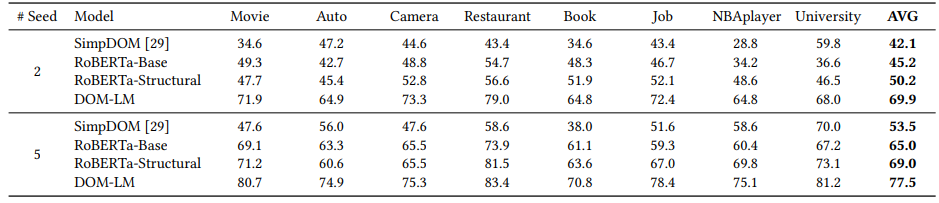 # Seed Model Movie Auto Camera Restaurant Book Job NBAplayer University AVG
SimpDOM [29] 34.6 47.2 44.6 43.4 34.6 43.4 28.8 59.8 42.1
2
RoBERTa-Base 49.3 42.7 48.8 54.7 48.3 46.7 34.2 36.6 45.2
RoBERTa-Structural 47.7 45.4 52.8 56.6 51.9 52.1 48.6 46.5 50.2
DOM-LM 71.9 64.9 73.3 79.0 64.8 72.4 64.8 68.0 69.9
SimpDOM [29] 47.6 56.0 47.6 58.6 38.0 51.6 58.6 70.0 53.5
5
RoBERTa-Base 69.1 63.3 65.5 73.9 61.1 59.3 60.4 67.2 65.0
RoBERTa-Structural 71.2 60.6 65.5 81.5 63.6 67.0 69.8 73.1 69.0
DOM-LM 80.7 74.9 75.3 83.4 70.8 78.4 75.1 81.2 77.5